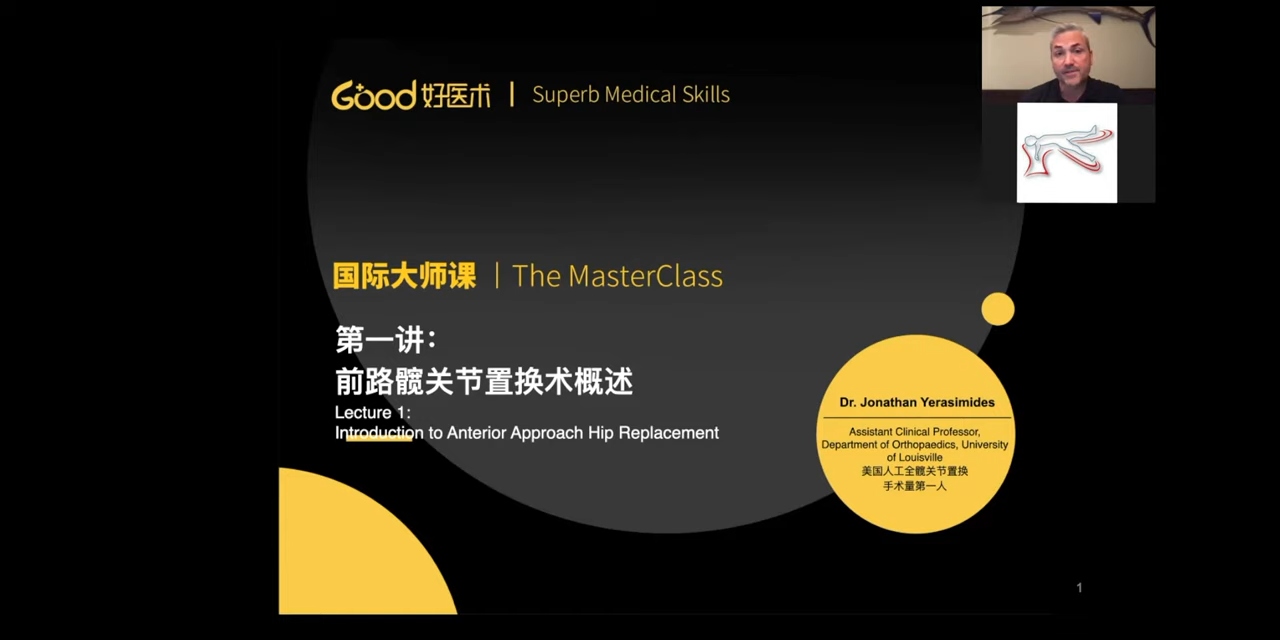 Good好医术 | Superb Medical Skills
国际大师课 | The MasterClass
第一讲：
前路髋关节置换术概述
Lecture 1:
Introduction to Anterior Approach Hip Replacement
Dr. Jonathan Yerasimides
Assistant Clinical Professor,
Department of Orthopaedics, University
of Louisville
美国人工全髋关节置换
手术量第一人
1